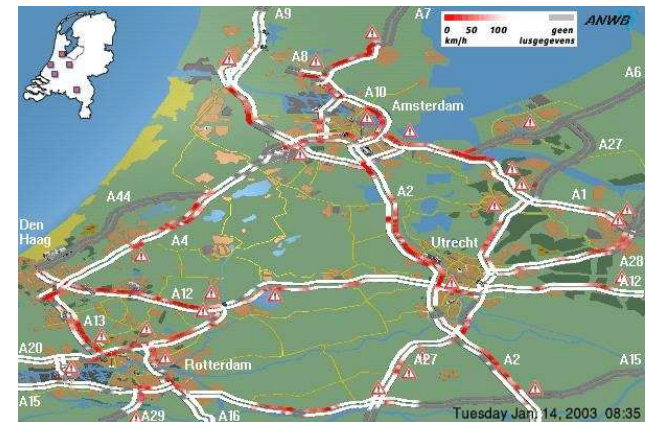 A9
A7
0 50 100 geen
km/h lusgegevens
ANWB
A8
A6
A10
Amsterdam
A27
A44
A2
A1
Den
Haag
A4
Utrecht
A28
A12
A12
A13
A20
Rotterdam
A27
A2
A15
A15
A29
A16
Tuesday Jan. 14, 2003 08:35